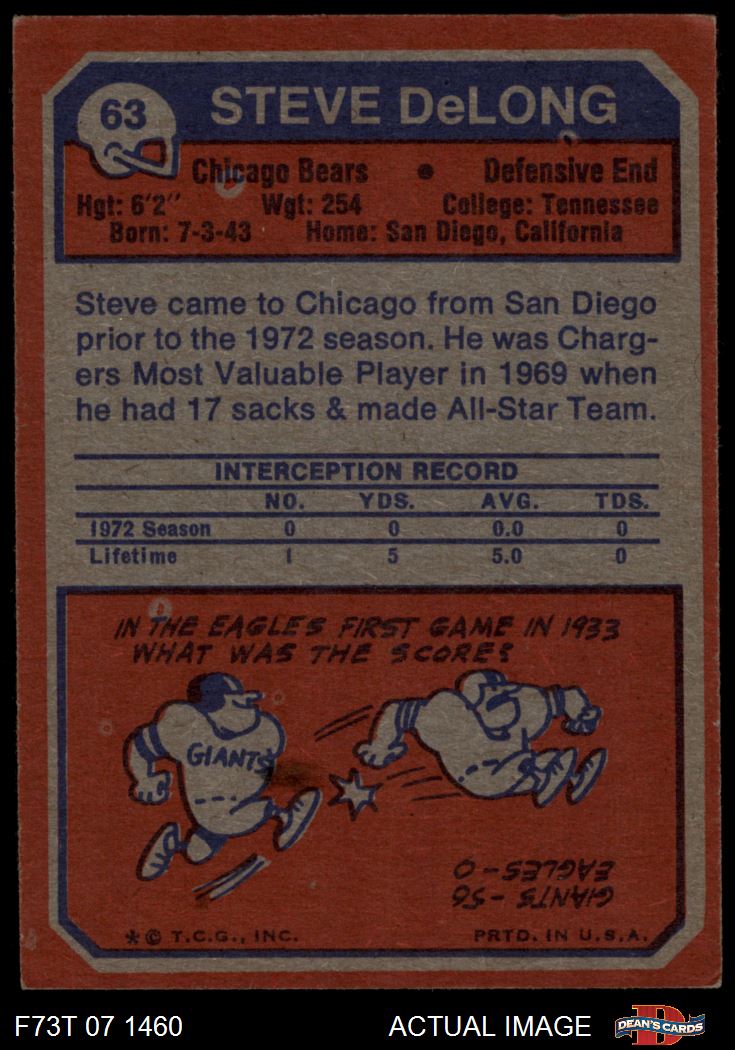 63
STEVE DeLONG
Chicago Bears • Defensive End
Hgt: 6'2" Wgt: 254 College: Tennessee
Born: 7-3-43 Home: San Diego, California
Steve came to Chicago from San Diego
prior to the 1972 season. He was Charg-
ers Most Valuable Player in 1969 when
he had 17 sacks & made All-Star Team.
INTERCEPTION RECORD
NO. YDS. AVG. TDS.
1972 Season 0 0 0.0 0
Lifetime 1 5 5.0 0
IN THE EAGLES FIRST GAME IN 1933
WHAT WAS THE SCORE?
GIANTS
GIANTS - 56
EAGLES - 0
* © T.C.G., INC. PRTD. IN U.S.A.
F73T 07 1460 ACTUAL IMAGE
D
DEAN'S CARDS